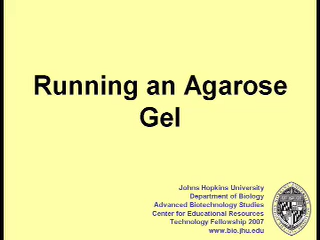 Running an Agarose
Gel
Johns Hopkins University
Department of Biology
Advanced Biotechnology Studies
Center for Educational Resources
Technology Fellowship 2007
www.bio.jhu.edu